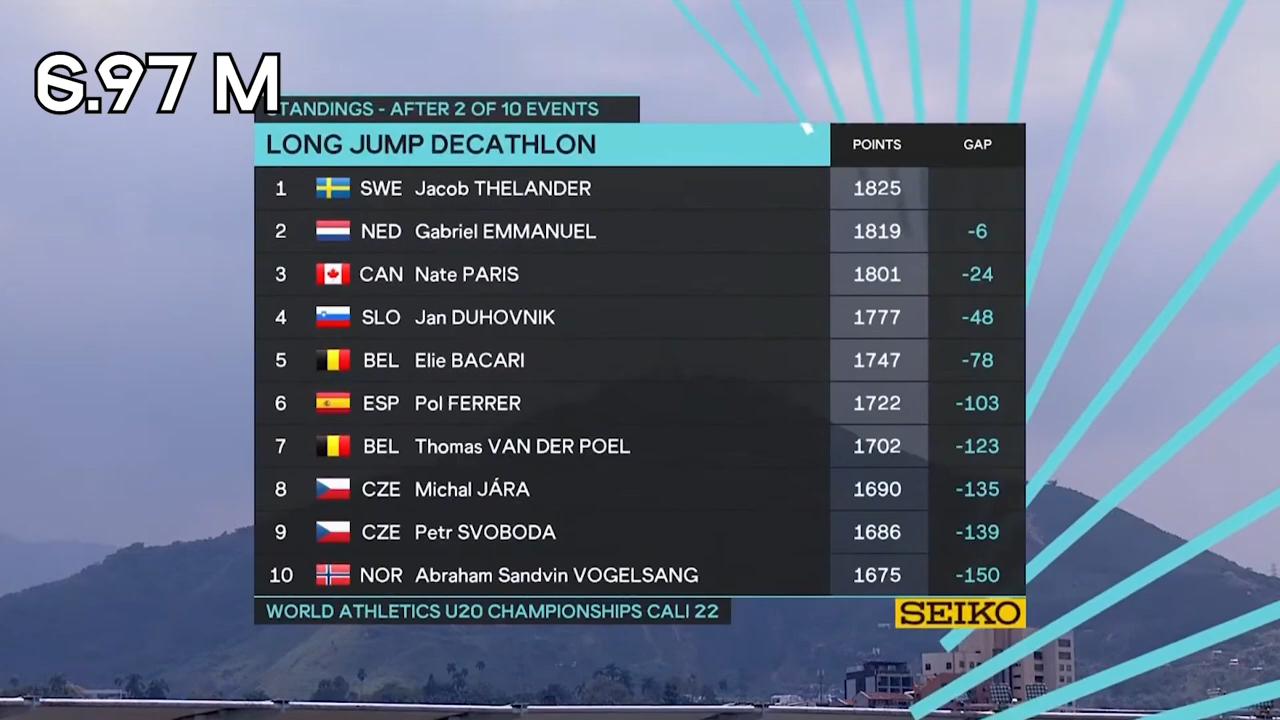 6.97 M
STANDINGS - AFTER 2 OF 10 EVENTS
LONG JUMP DECATHLON POINTS GAP
1 SWE Jacob THELANDER 1825
2 NED Gabriel EMMANUEL 1819 -6
3 CAN Nate PARIS 1801 -24
4 SLO Jan DUHOVNIK 1777 -48
5 BEL Elie BACARI 1747 -78
6 ESP Pol FERRER 1722 -103
7 BEL Thomas VAN DER POEL 1702 -123
8 CZE Michal JÁRA 1690 -135
9 CZE Petr SVOBODA 1686 -139
10 NOR Abraham Sandvin VOGELSANG 1675 -150
WORLD ATHLETICS U20 CHAMPIONSHIPS CALI 22 SEIKO